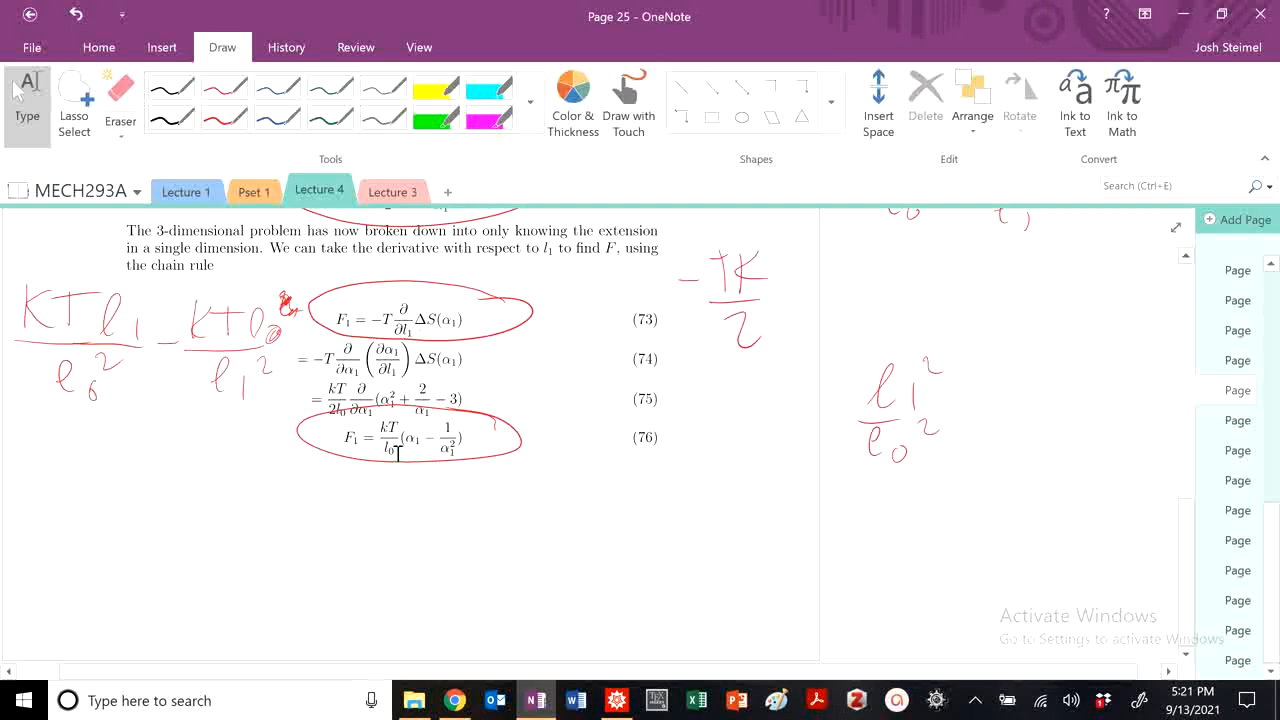 Page 25 - OneNote
File Home Insert Draw History Review View Josh Steimel
Type Lasso Select Eraser Color & Thickness Draw with Touch Insert Space Delete Arrange Rotate Ink to Text Ink to Math
Tools Shapes Edit Convert
MECH293A Lecture 1 Pset 1 Lecture 4 Lecture 3 + Search (Ctrl+E)
Add Page
The 3-dimensional problem has now broken down into only knowing the extension
in a single dimension. We can take the derivative with respect to l₁ to find F, using
the chain rule
F₁ = −T ∂/∂l₁ ΔS(α₁) (73)
= −T ∂/∂α₁ (∂α₁/∂l₁) ΔS(α₁) (74)
= kT/2l₀ ∂/∂α₁ (α₁² + 2/α₁ − 3) (75)
F₁ = kT/l₀ (α₁ − 1/α₁²) (76)
KT l₁/l₀² − KT l₀/l₁²
− TK/2
l₁²/l₀²
Page
Page
Page
Page
Page
Page
Page
Page
Page
Page
Page
Page
Page
Page
Activate Windows
Go to Settings to activate Windows
Type here to search
5:21 PM
9/13/2021